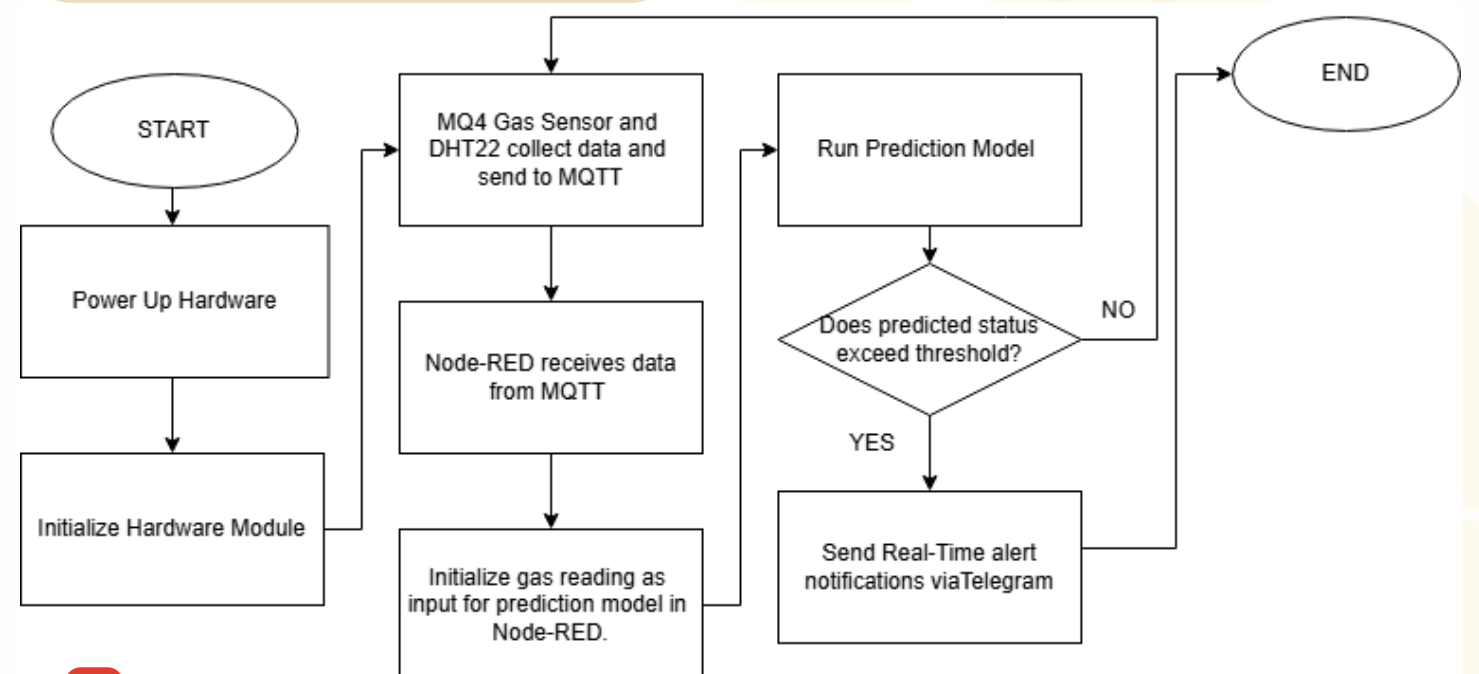 START
Power Up Hardware
Initialize Hardware Module
MQ4 Gas Sensor and
DHT22 collect data and
send to MQTT
Node-RED receives data
from MQTT
Initialize gas reading as
input for prediction model in
Node-RED.
Run Prediction Model
Does predicted status
exceed threshold?
NO
YES
Send Real-Time alert
notifications viaTelegram
END